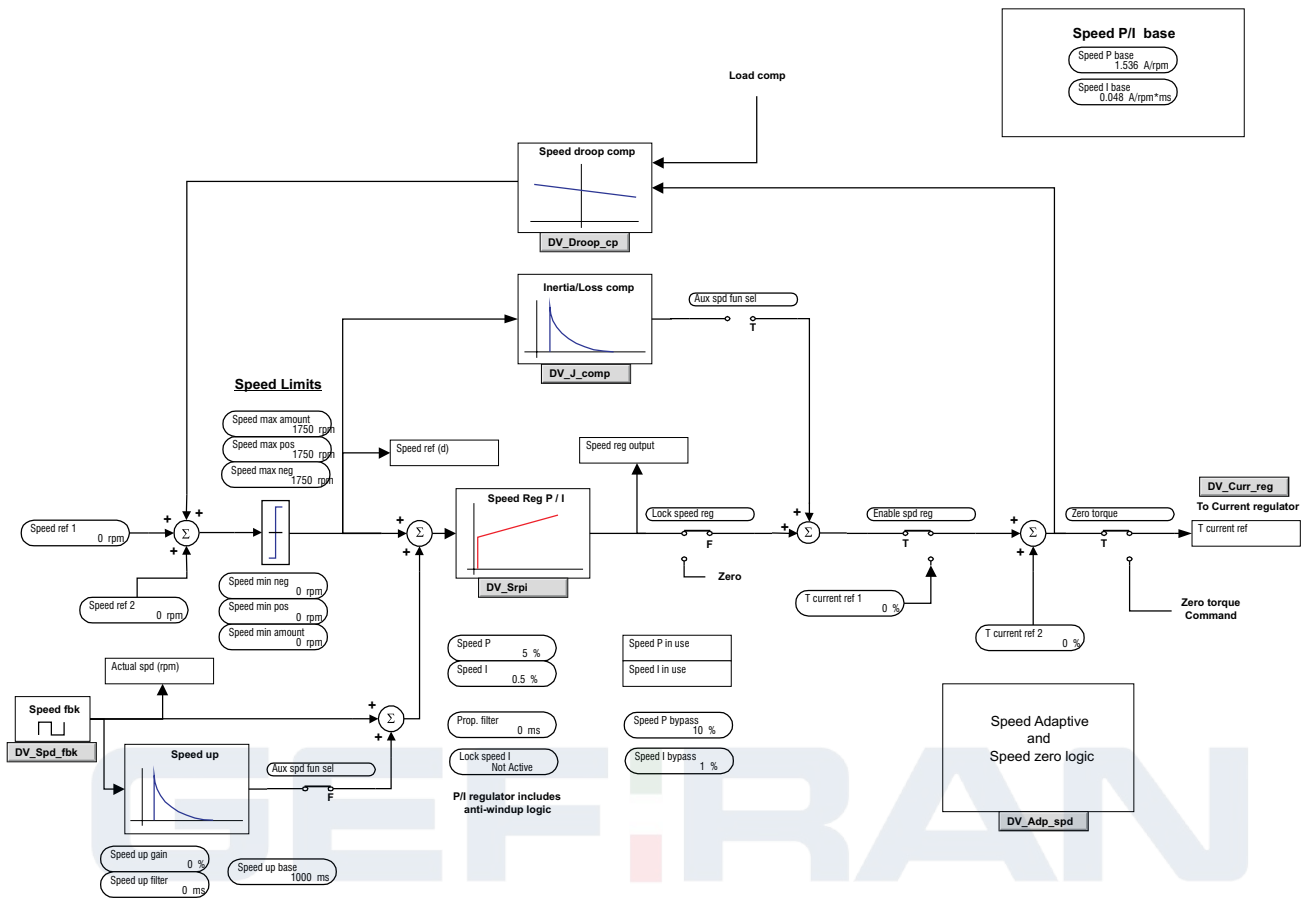 Speed P/I base
Speed P base
1.536 A/rpm
Speed I base
0.048 A/rpm*ms
Load comp
Speed droop comp
DV_Droop_cp
Inertia/Loss comp
DV_J_comp
Aux spd fun sel
T
Speed Limits
Speed max amount
1750 rpm
Speed max pos
1750 rpm
Speed max neg
1750 rpm
Speed ref (d)
Speed reg output
Speed Reg P / I
DV_Srpi
Lock speed reg
F
Zero
Enable spd reg
T
Zero torque
T
DV_Curr_reg
To Current regulator
T current ref
Speed ref 1
0 rpm
+
+
+
Σ
+
+
Σ
+
+
Σ
+
+
Σ
Speed ref 2
0 rpm
Speed min neg
0 rpm
Speed min pos
0 rpm
Speed min amount
0 rpm
T current ref 1
0 %
T current ref 2
0 %
Zero torque
Command
Actual spd (rpm)
Speed fbk
DV_Spd_fbk
+
+
Σ
Speed up
Aux spd fun sel
F
Speed up gain
0 %
Speed up filter
0 ms
Speed up base
1000 ms
Speed P
5 %
Speed I
0.5 %
Speed P in use
Speed I in use
Prop. filter
0 ms
Lock speed I
Not Active
Speed P bypass
10 %
Speed I bypass
1 %
P/I regulator includes
anti-windup logic
Speed Adaptive
and
Speed zero logic
DV_Adp_spd
GEFRAN